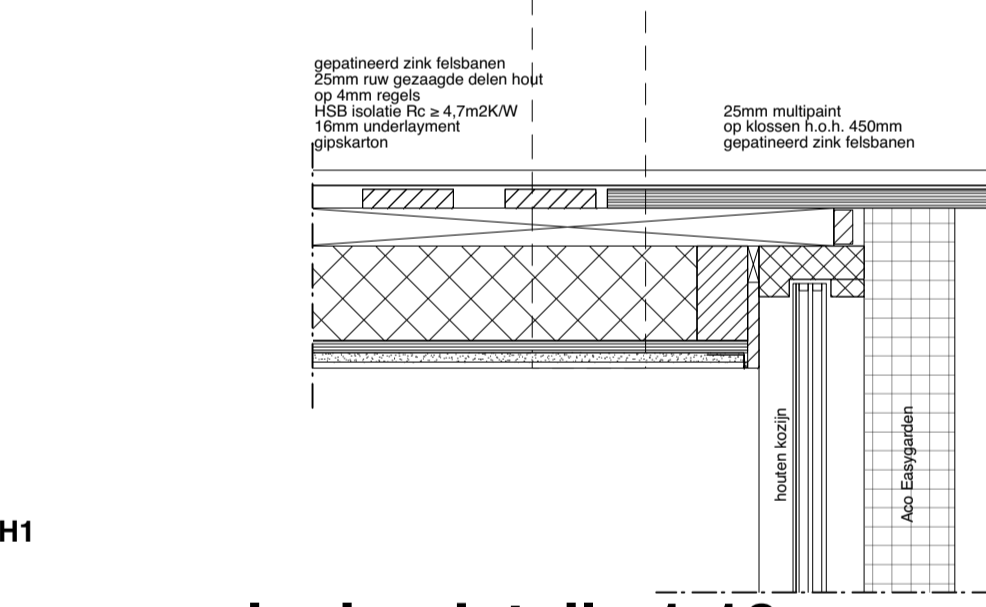 gepatineerd zink felsbanen
25mm ruw gezaagde delen hout
op 4mm regels
HSB isolatie Rc ≥ 4,7m2K/W
16mm underlayment
gipskarton
25mm multipaint
op klossen h.o.h. 450mm
gepatineerd zink felsbanen
houten kozijn
Aco Easygarden
H1